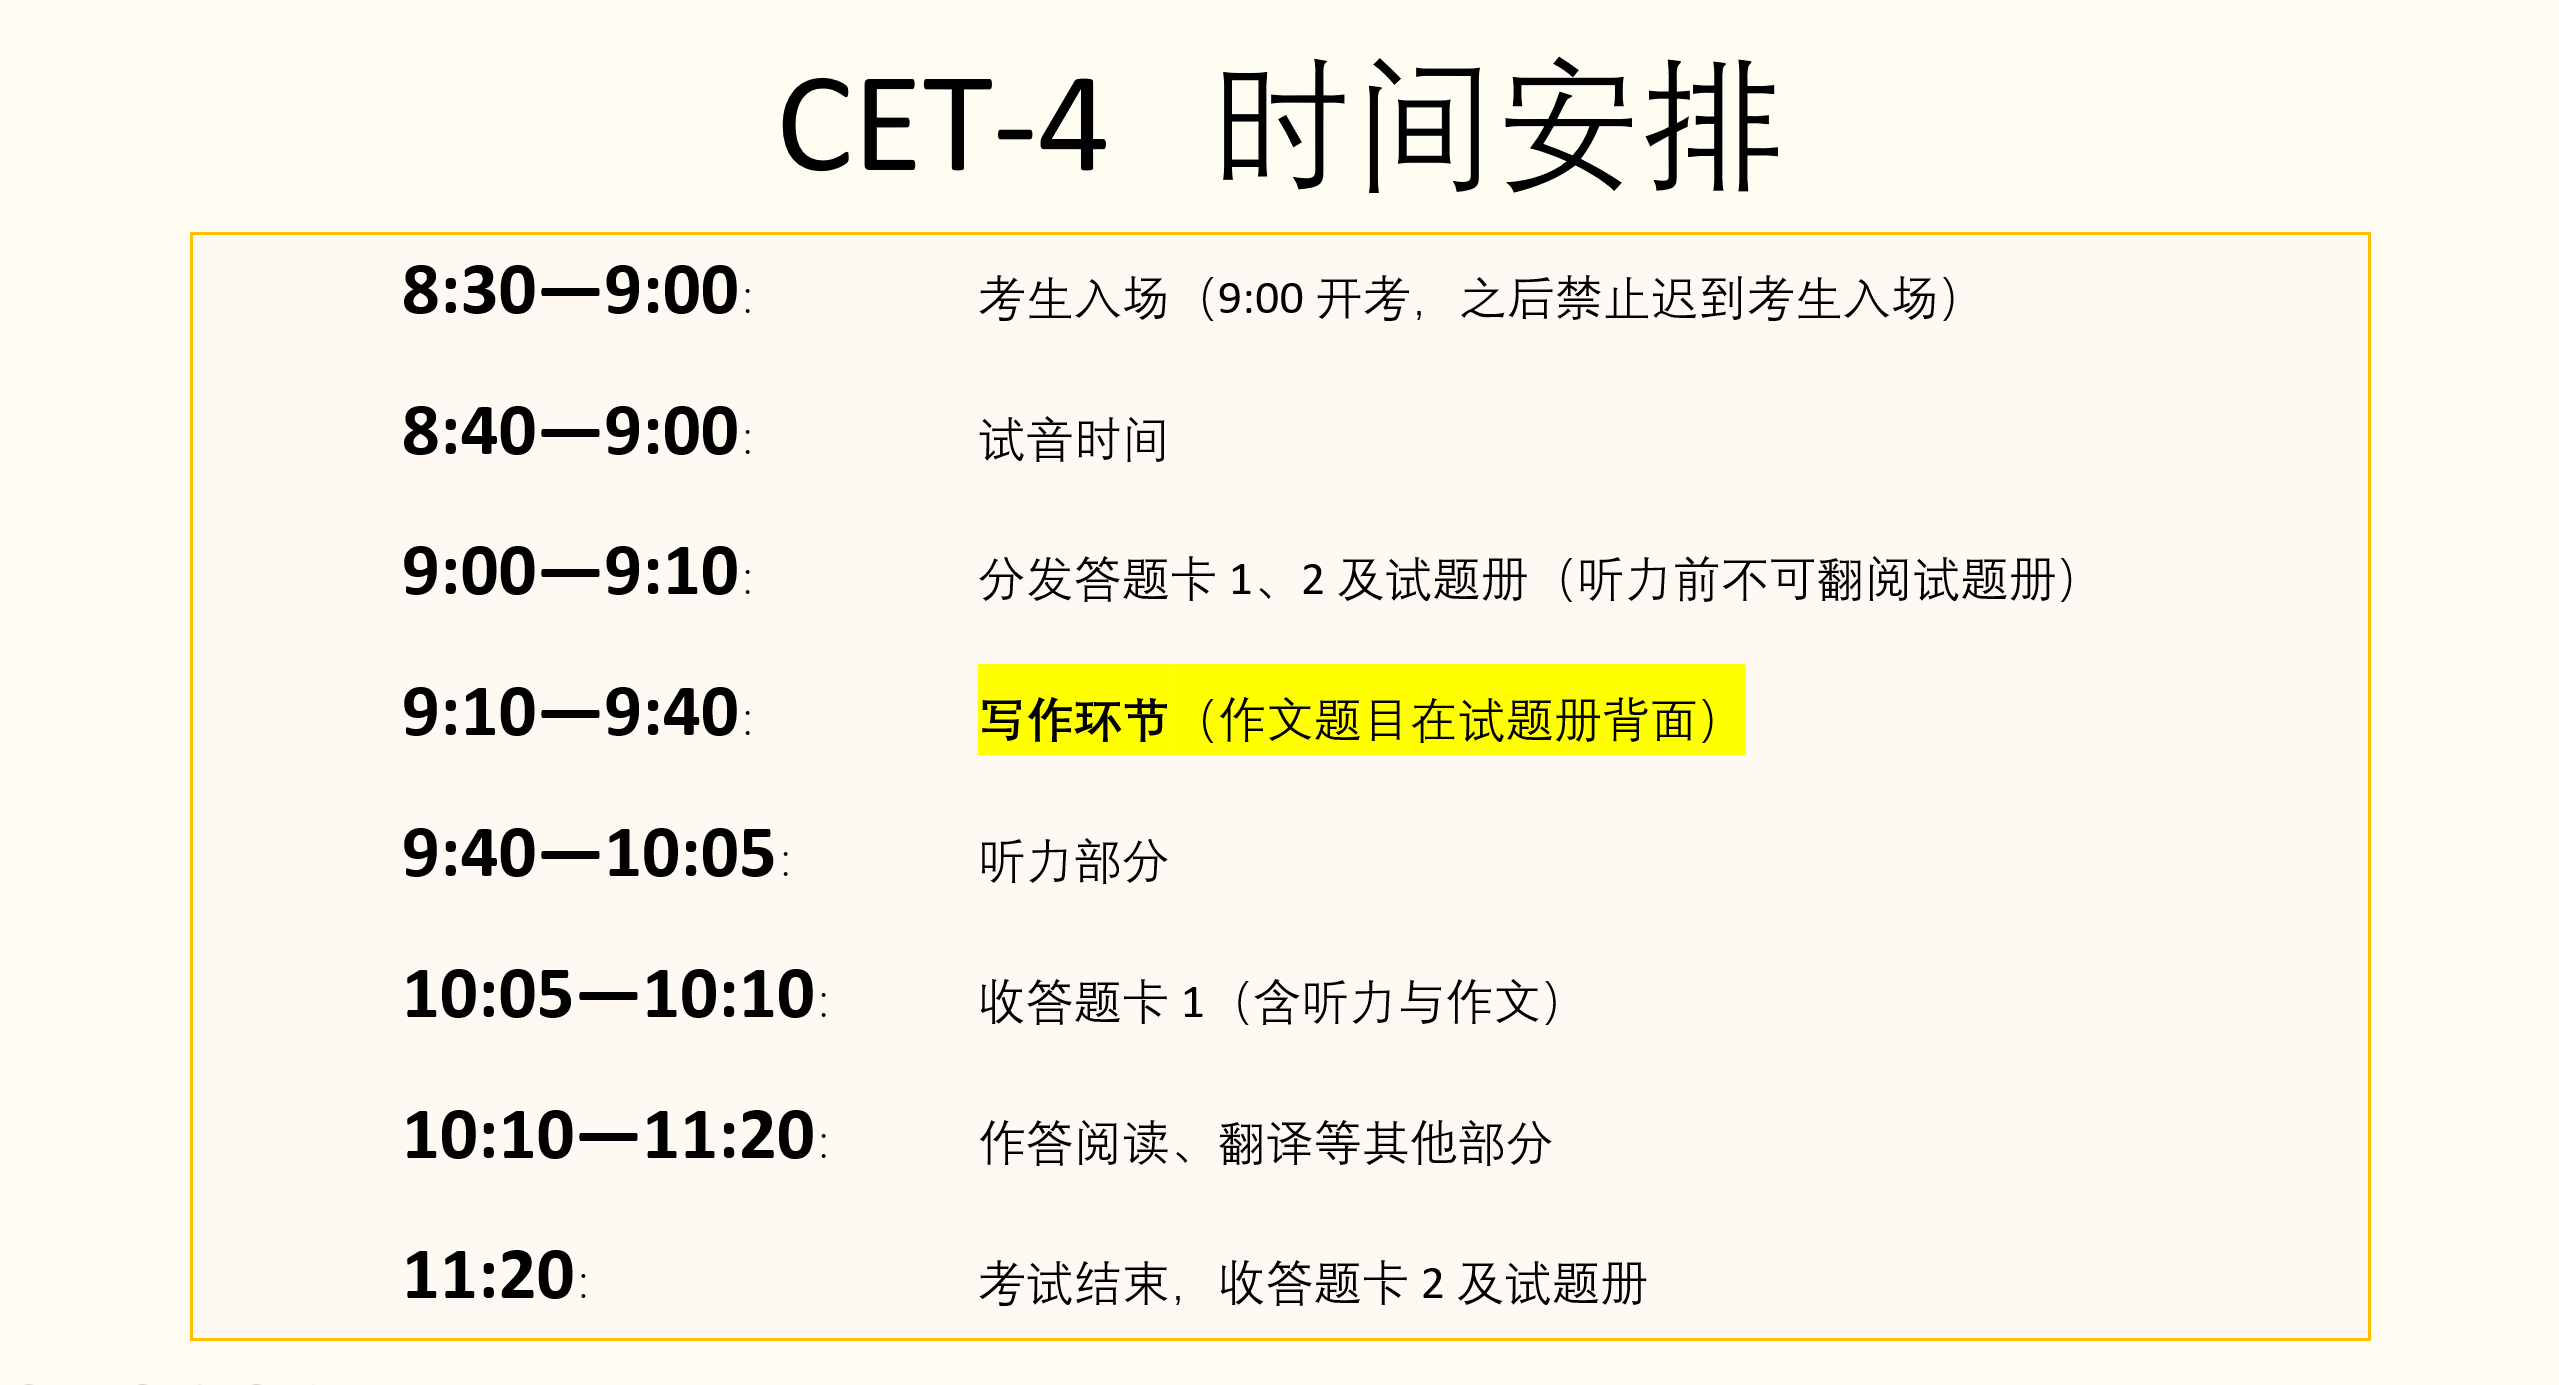 CET-4 时间安排
8:30—9:00： 考生入场（9:00 开考，之后禁止迟到考生入场）
8:40—9:00： 试音时间
9:00—9:10： 分发答题卡 1、2 及试题册（听力前不可翻阅试题册）
9:10—9:40： 写作环节（作文题目在试题册背面）
9:40—10:05： 听力部分
10:05—10:10： 收答题卡 1（含听力与作文）
10:10—11:20： 作答阅读、翻译等其他部分
11:20： 考试结束，收答题卡 2 及试题册